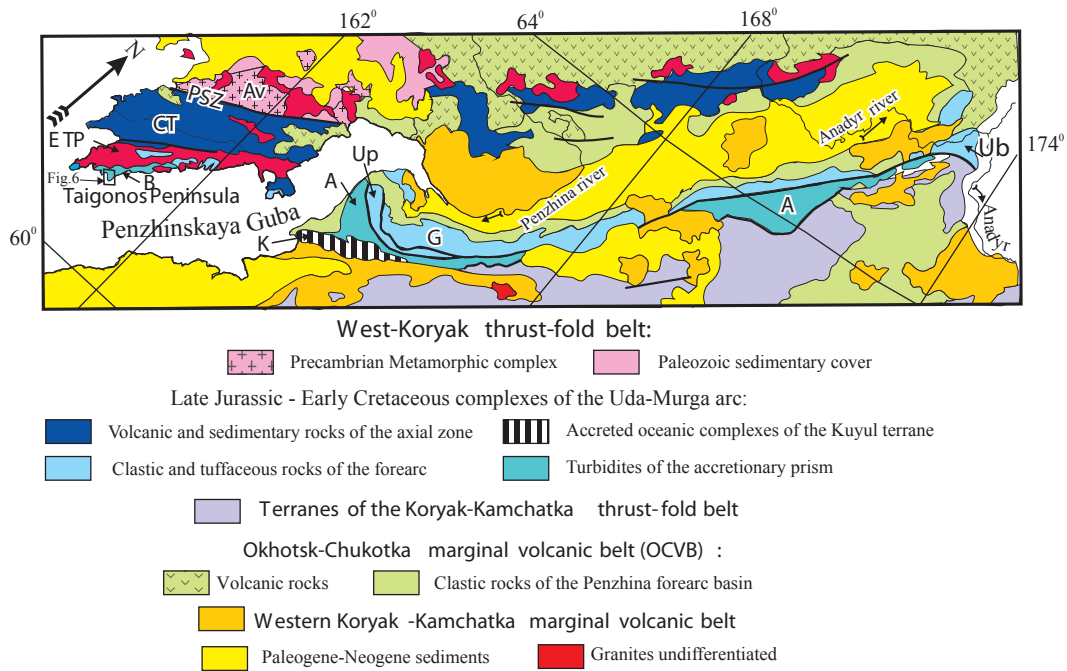 162⁰ 64⁰ 168⁰
N
PSZ Av
CT
E TP
Fig.6 B
Taigonos Peninsula
Up
A
Penzhinskaya Guba
K
G
Penzhina river
Anadyr river
A
Ub
174⁰
Anadyr
60⁰
West-Koryak thrust-fold belt:
Precambrian Metamorphic complex Paleozoic sedimentary cover
Late Jurassic - Early Cretaceous complexes of the Uda-Murga arc:
Volcanic and sedimentary rocks of the axial zone Accreted oceanic complexes of the Kuyul terrane
Clastic and tuffaceous rocks of the forearc Turbidites of the accretionary prism
Terranes of the Koryak-Kamchatka thrust-fold belt
Okhotsk-Chukotka marginal volcanic belt (OCVB) :
Volcanic rocks Clastic rocks of the Penzhina forearc basin
Western Koryak -Kamchatka marginal volcanic belt
Paleogene-Neogene sediments Granites undifferentiated